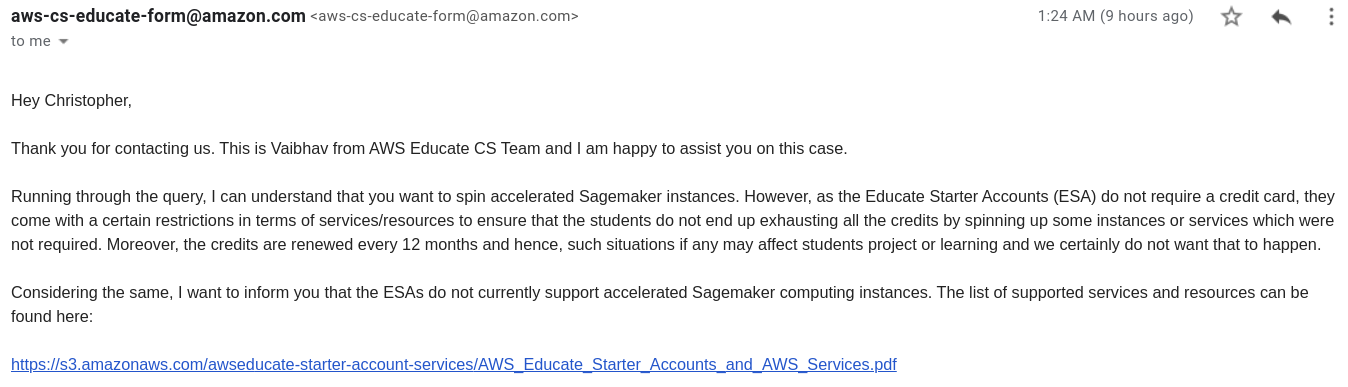 aws-cs-educate-form@amazon.com <aws-cs-educate-form@amazon.com> 1:24 AM (9 hours ago)
to me
Hey Christopher,
Thank you for contacting us. This is Vaibhav from AWS Educate CS Team and I am happy to assist you on this case.
Running through the query, I can understand that you want to spin accelerated Sagemaker instances. However, as the Educate Starter Accounts (ESA) do not require a credit card, they
come with a certain restrictions in terms of services/resources to ensure that the students do not end up exhausting all the credits by spinning up some instances or services which were
not required. Moreover, the credits are renewed every 12 months and hence, such situations if any may affect students project or learning and we certainly do not want that to happen.
Considering the same, I want to inform you that the ESAs do not currently support accelerated Sagemaker computing instances. The list of supported services and resources can be
found here:
https://s3.amazonaws.com/awseducate-starter-account-services/AWS_Educate_Starter_Accounts_and_AWS_Services.pdf